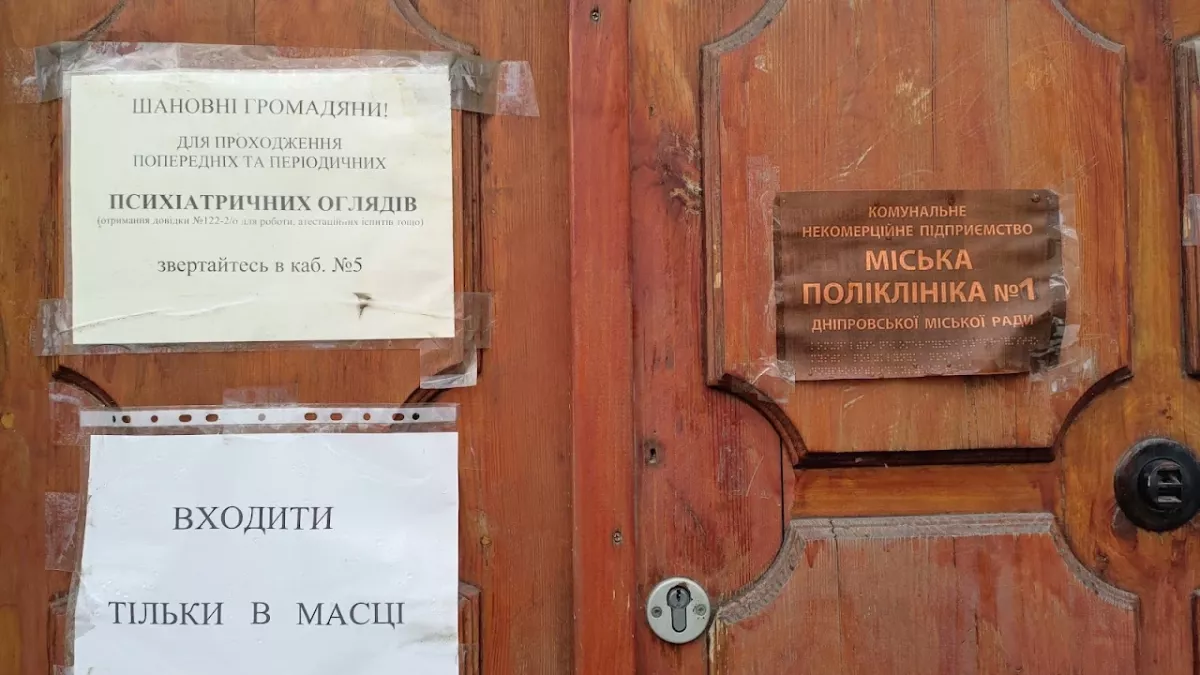 ШАНОВНІ ГРОМАДЯНИ!
ДЛЯ ПРОХОДЖЕННЯ
ПОПЕРЕДНІХ ТА ПЕРІОДИЧНИХ
ПСИХІАТРИЧНИХ ОГЛЯДІВ
(отримання довідки №122-2/о для роботи, атестаційних іспитів тощо)
звертайтесь в каб. №5
ВХОДИТИ
ТІЛЬКИ В МАСЦІ
КОМУНАЛЬНЕ
НЕКОМЕРЦІЙНЕ ПІДПРИЄМСТВО
МІСЬКА
ПОЛІКЛІНІКА №1
ДНІПРОВСЬКОЇ МІСЬКОЇ РАДИ